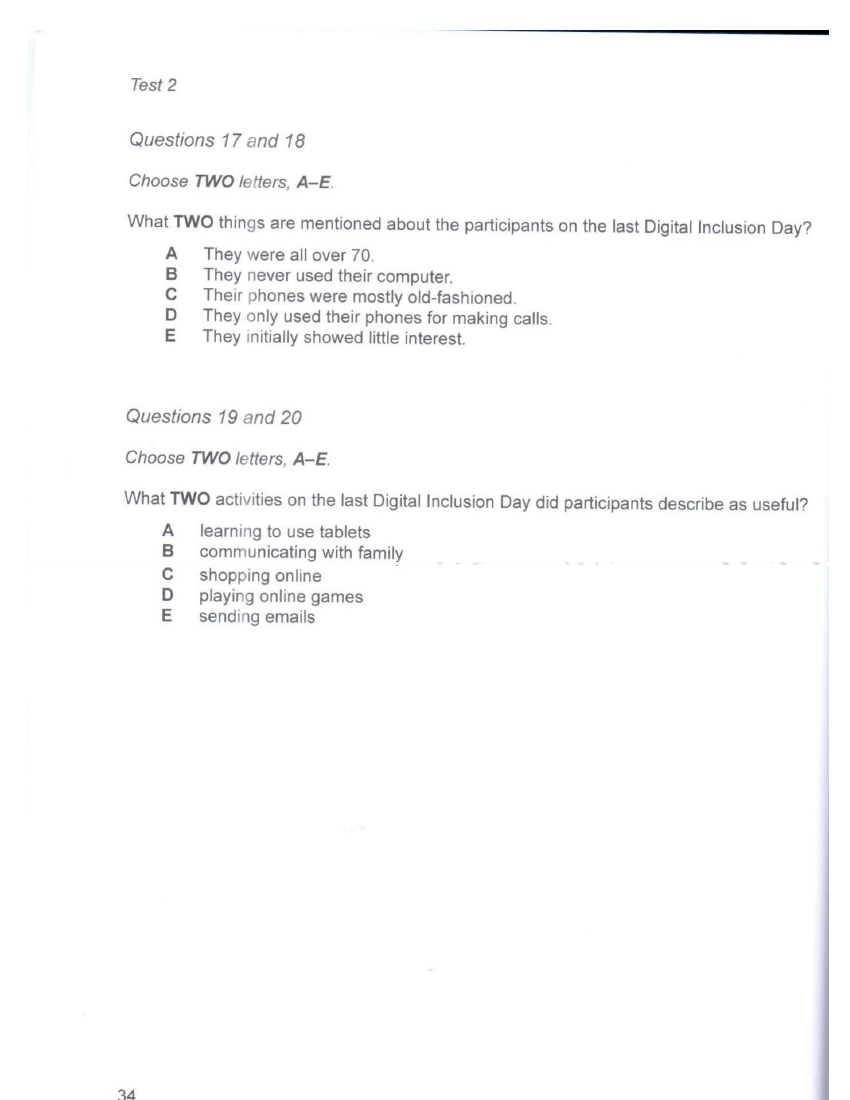 Test 2
Questions 17 and 18
Choose TWO letters, A–E.
What TWO things are mentioned about the participants on the last Digital Inclusion Day?
A They were all over 70.
B They never used their computer.
C Their phones were mostly old-fashioned.
D They only used their phones for making calls.
E They initially showed little interest.
Questions 19 and 20
Choose TWO letters, A–E.
What TWO activities on the last Digital Inclusion Day did participants describe as useful?
A learning to use tablets
B communicating with family
C shopping online
D playing online games
E sending emails
34